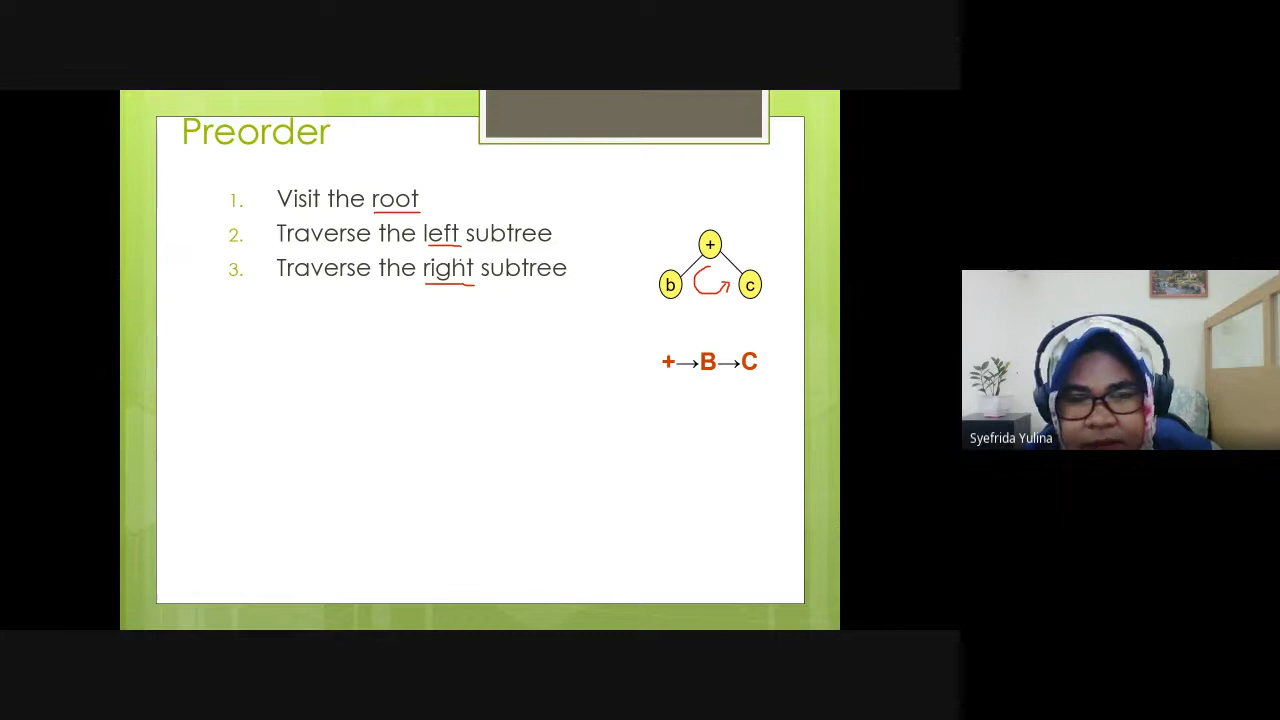 Preorder
1. Visit the root
2. Traverse the left subtree
3. Traverse the right subtree
+
b c
+→B→C
Syefrida Yulina